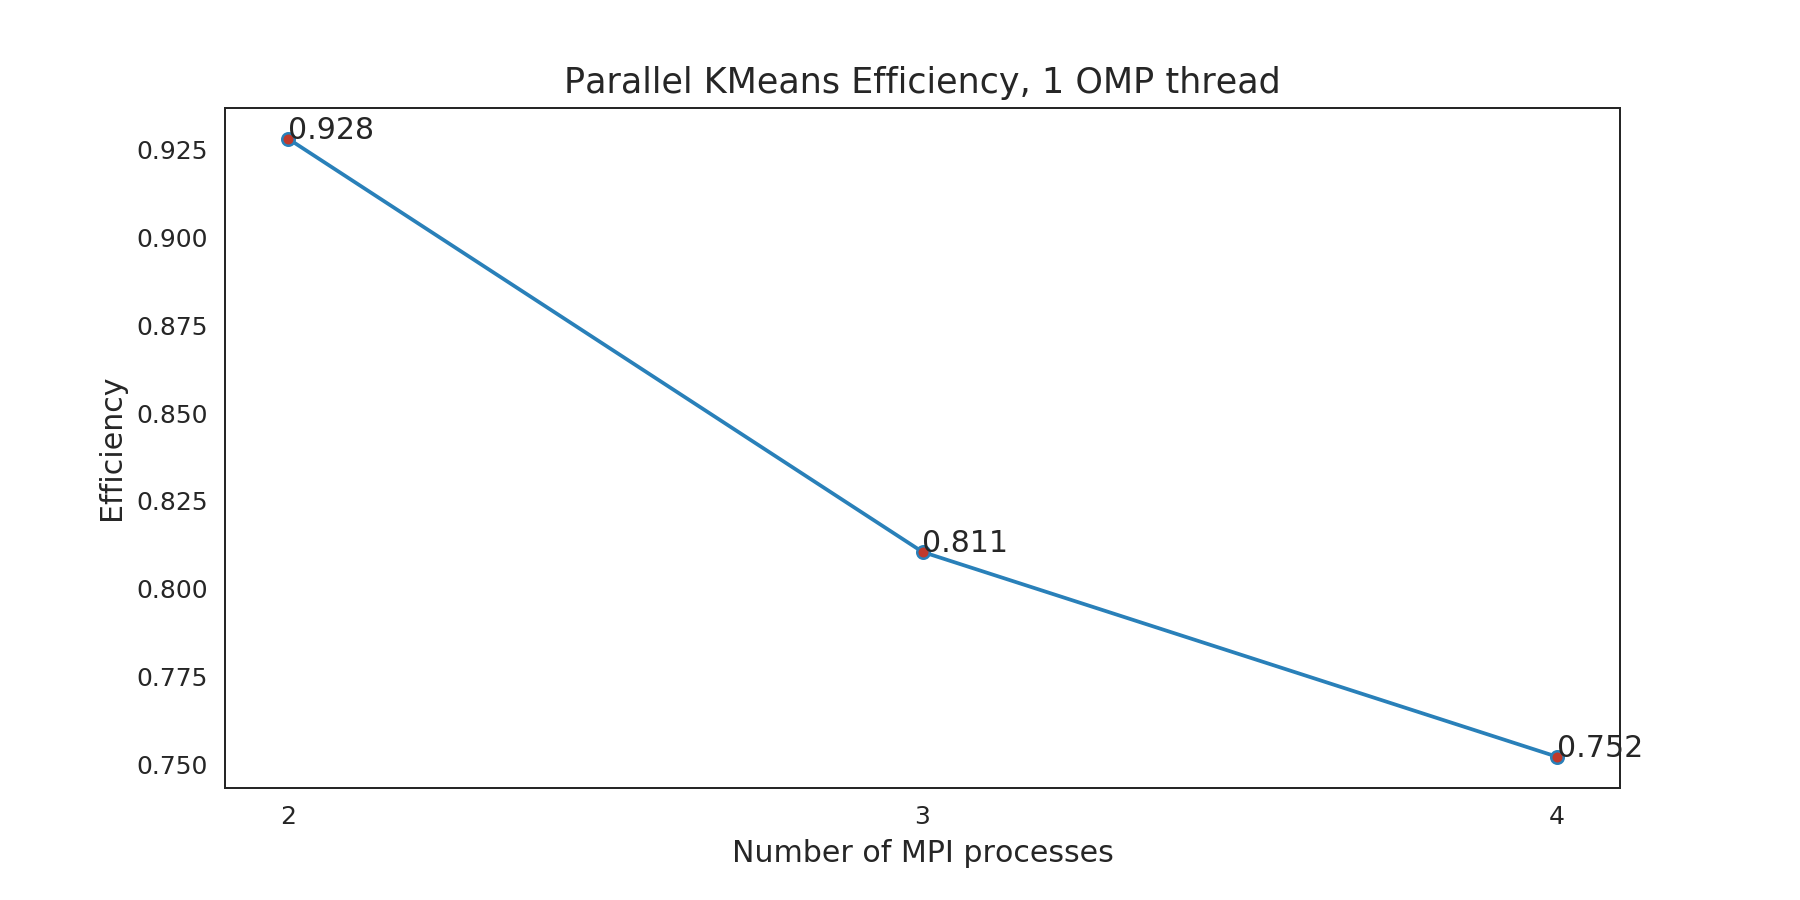 Parallel KMeans Efficiency, 1 OMP thread
0.928
0.925
0.900
0.875
0.850
Efficiency
0.825
0.811
0.800
0.775
0.752
0.750
2 3 4
Number of MPI processes